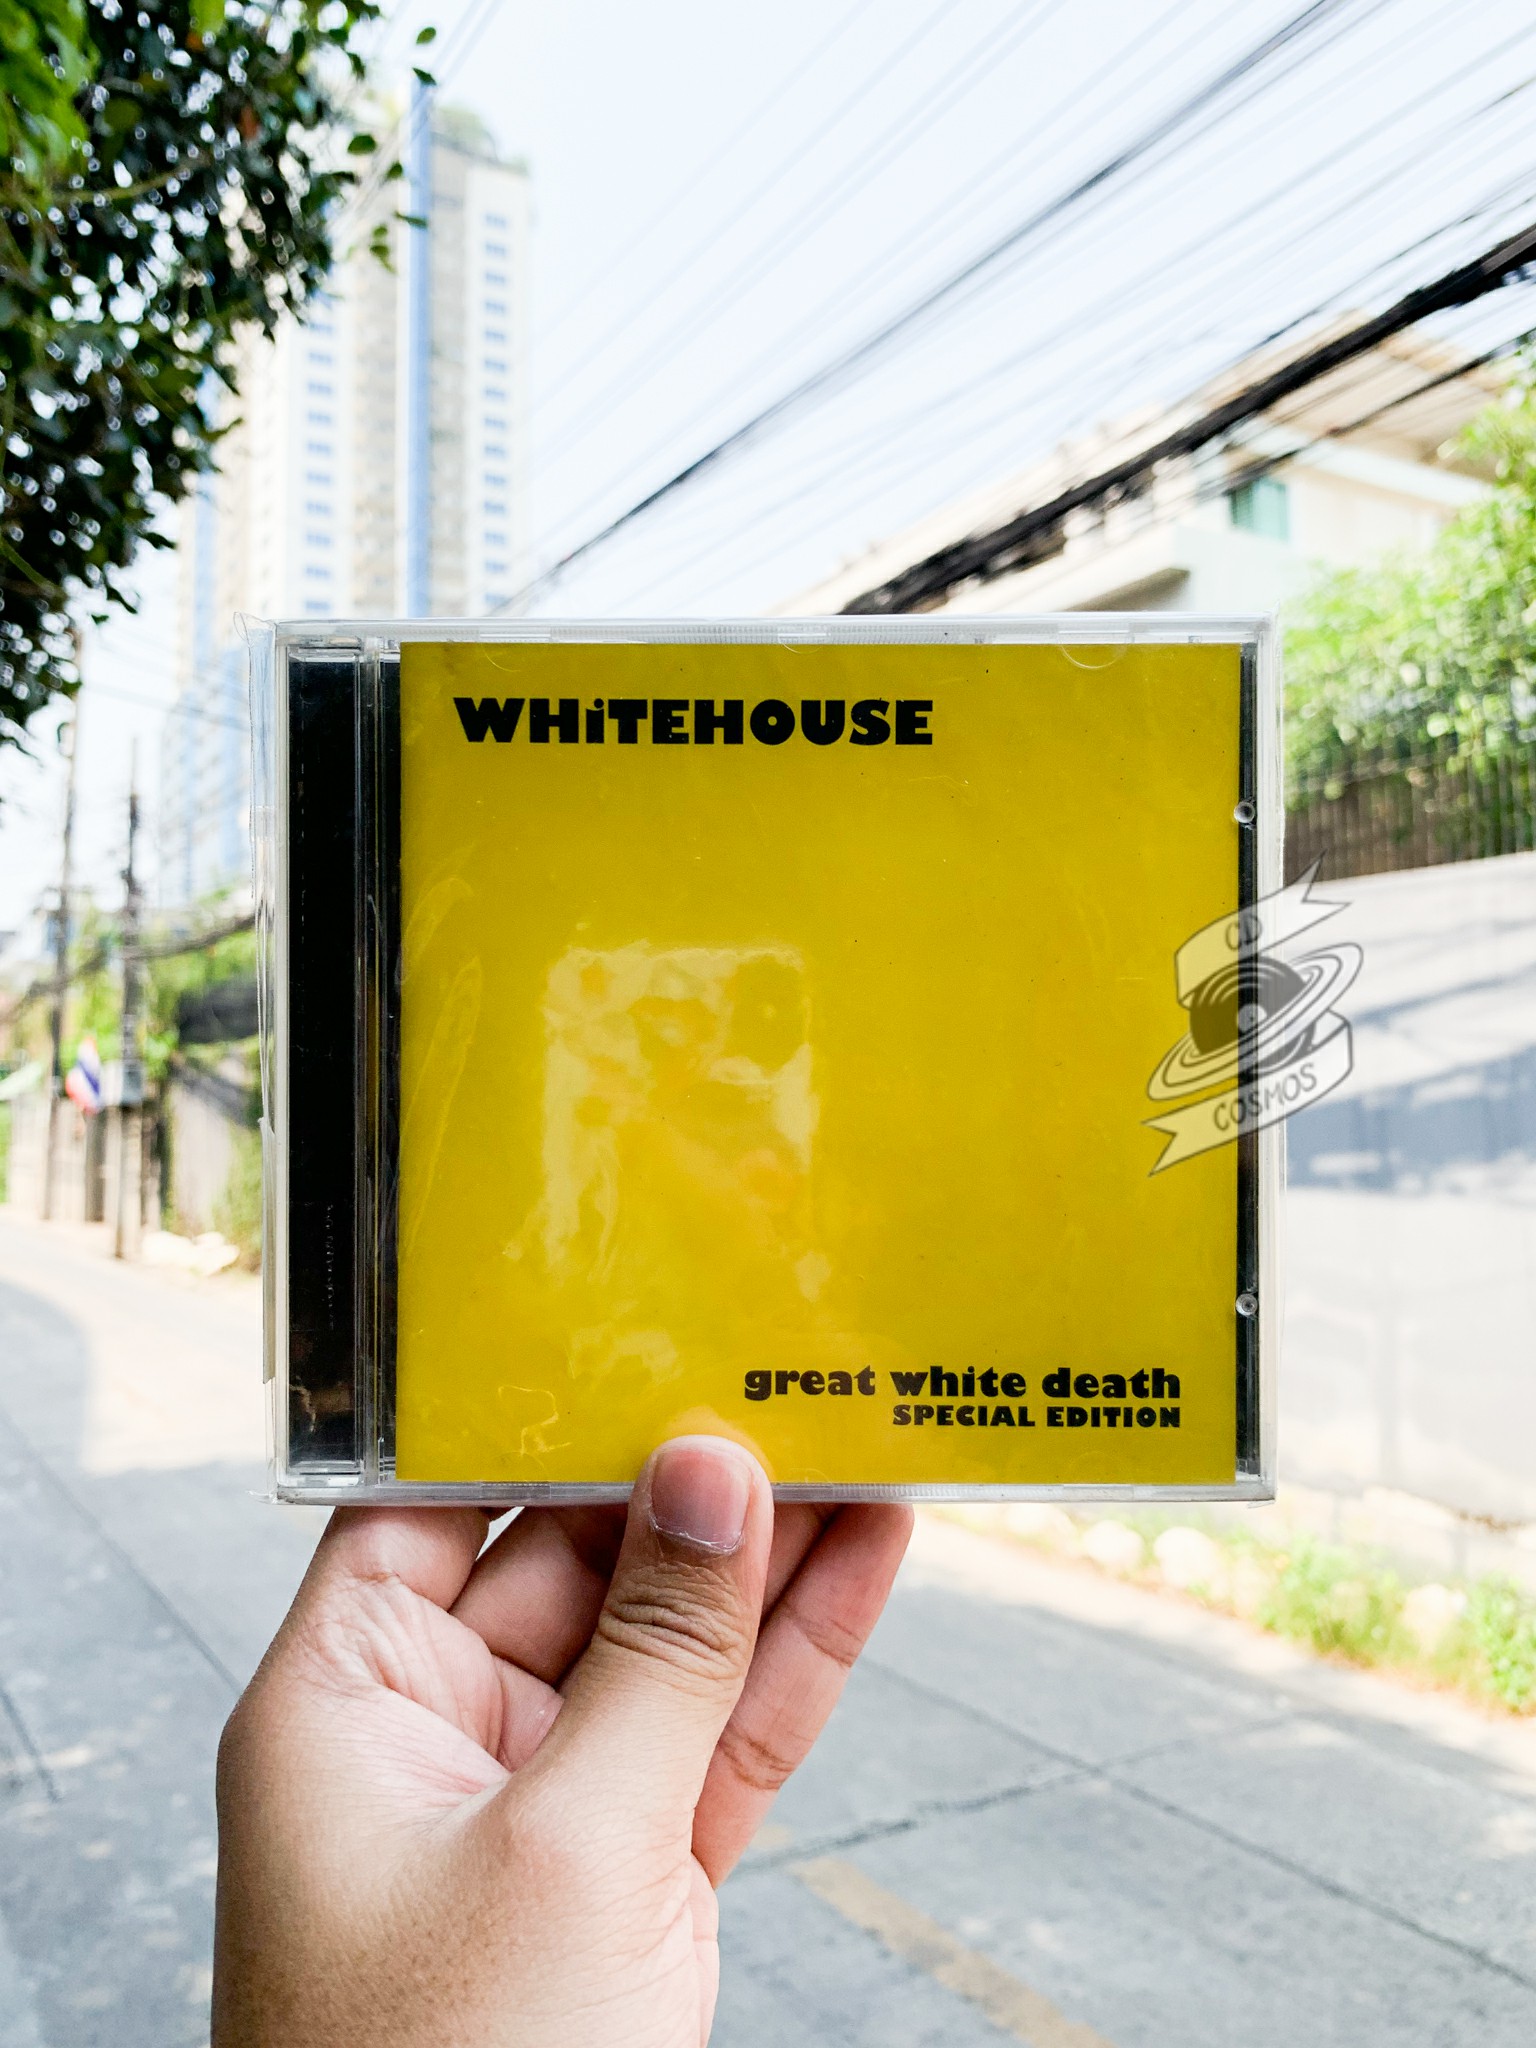 WHiTEHOUSE
CD
COSMOS
great white death
SPECIAL EDITION